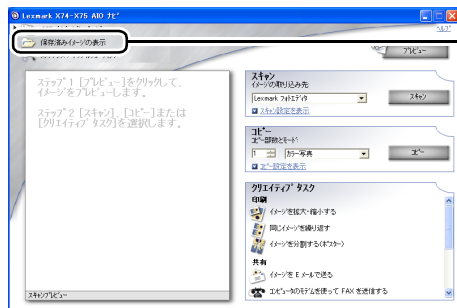 Lexmark X74-X75 AIO ﾅﾋﾞ
ﾍﾙﾌﾟ
保存済みイメージの表示
ﾌﾟﾚﾋﾞｭｰ
ステップ 1 [プレビュー]をクリックして、
イメージをプレビューします。
ステップ 2 [スキャン]、[コピー]または
[クリエイティブ タスク]を選択します。
スキャン
イメージの取り込み先
Lexmark フォトエディタ
スキャン
スキャン設定を表示
コピー
コピー部数とモード:
1
カラー写真
コピー
コピー設定を表示
クリエイティブ タスク
印刷
イメージを拡大・縮小する
同じイメージを繰り返す
イメージを分割する(ポスター)
共有
イメージを E メールで送る
コンピュータのモデムを使って FAX を送信する
スキャンプレビュー